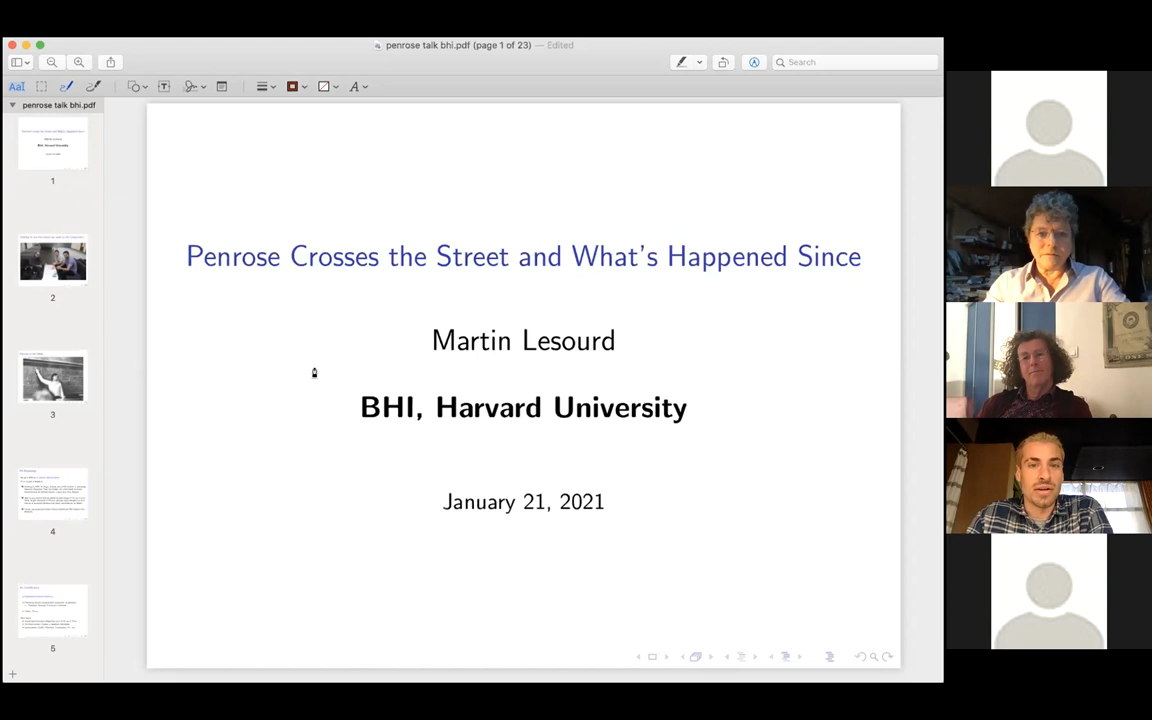 penrose talk bhi.pdf (page 1 of 23) — Edited
Search
AaI
penrose talk bhi.pdf
Penrose Crosses the Street and What's Happened Since
Martin Lesourd
BHI, Harvard University
January 21, 2021
1
2
3
4
5